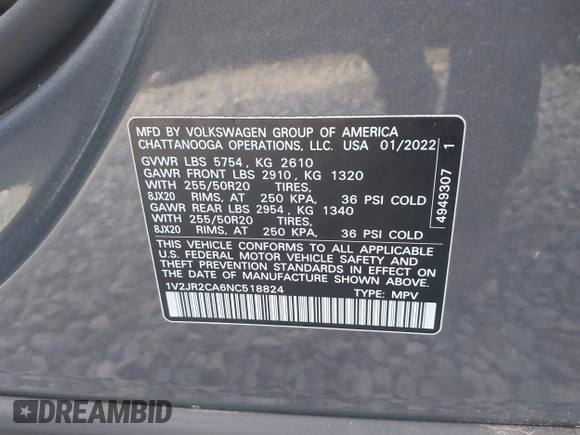 MFD BY VOLKSWAGEN GROUP OF AMERICA
CHATTANOOGA OPERATIONS, LLC. USA 01/2022
GVWR LBS 5754, KG 2610
GAWR FRONT LBS 2910, KG 1320
WITH 255/50R20 TIRES,
8JX20 RIMS, AT 250 KPA, 36 PSI COLD
GAWR REAR LBS 2954, KG 1340
WITH 255/50R20 TIRES,
8JX20 RIMS, AT 250 KPA, 36 PSI COLD
THIS VEHICLE CONFORMS TO ALL APPLICABLE
U.S. FEDERAL MOTOR VEHICLE SAFETY AND
THEFT PREVENTION STANDARDS IN EFFECT ON
THE DATE OF MANUFACTURE SHOWN ABOVE.
1V2JR2CA6NC518824 TYPE: MPV
4949307 1
DREAMBID